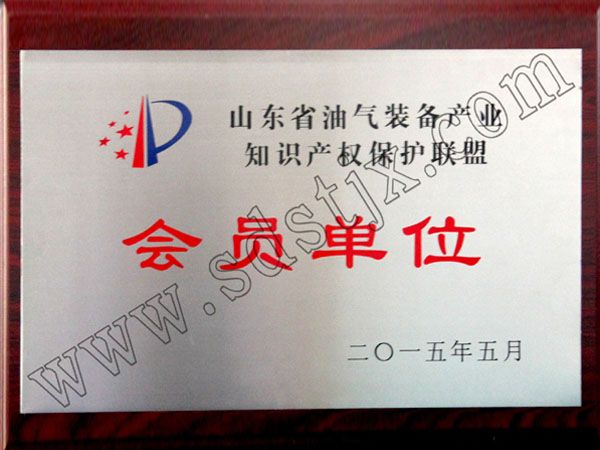 山东省油气装备产业
知识产权保护联盟
会员单位
二〇一五年五月
www.sdstjx.com